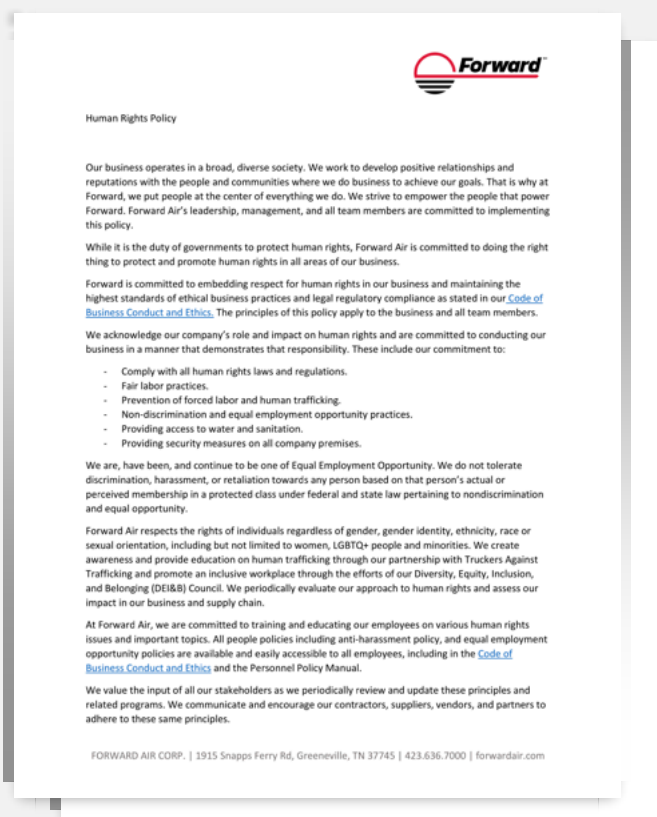 Forward™
Human Rights Policy
Our business operates in a broad, diverse society. We work to develop positive relationships and
reputations with the people and communities where we do business to achieve our goals. That is why at
Forward, we put people at the center of everything we do. We strive to empower the people that power
Forward. Forward Air's leadership, management, and all team members are committed to implementing
this policy.
While it is the duty of governments to protect human rights, Forward Air is committed to doing the right
thing to protect and promote human rights in all areas of our business.
Forward is committed to embedding respect for human rights in our business and maintaining the
highest standards of ethical business practices and legal regulatory compliance as stated in our Code of
Business Conduct and Ethics. The principles of this policy apply to the business and all team members.
We acknowledge our company's role and impact on human rights and are committed to conducting our
business in a manner that demonstrates that responsibility. These include our commitment to:
- Comply with all human rights laws and regulations.
- Fair labor practices.
- Prevention of forced labor and human trafficking.
- Non-discrimination and equal employment opportunity practices.
- Providing access to water and sanitation.
- Providing security measures on all company premises.
We are, have been, and continue to be one of Equal Employment Opportunity. We do not tolerate
discrimination, harassment, or retaliation towards any person based on that person's actual or
perceived membership in a protected class under federal and state law pertaining to nondiscrimination
and equal opportunity.
Forward Air respects the rights of individuals regardless of gender, gender identity, ethnicity, race or
sexual orientation, including but not limited to women, LGBTQ+ people and minorities. We create
awareness and provide education on human trafficking through our partnership with Truckers Against
Trafficking and promote an inclusive workplace through the efforts of our Diversity, Equity, Inclusion,
and Belonging (DEI&B) Council. We periodically evaluate our approach to human rights and assess our
impact in our business and supply chain.
At Forward Air, we are committed to training and educating our employees on various human rights
issues and important topics. All people policies including anti-harassment policy, and equal employment
opportunity policies are available and easily accessible to all employees, including in the Code of
Business Conduct and Ethics and the Personnel Policy Manual.
We value the input of all our stakeholders as we periodically review and update these principles and
related programs. We communicate and encourage our contractors, suppliers, vendors, and partners to
adhere to these same principles.
FORWARD AIR CORP. | 1915 Snapps Ferry Rd, Greeneville, TN 37745 | 423.636.7000 | forwardair.com